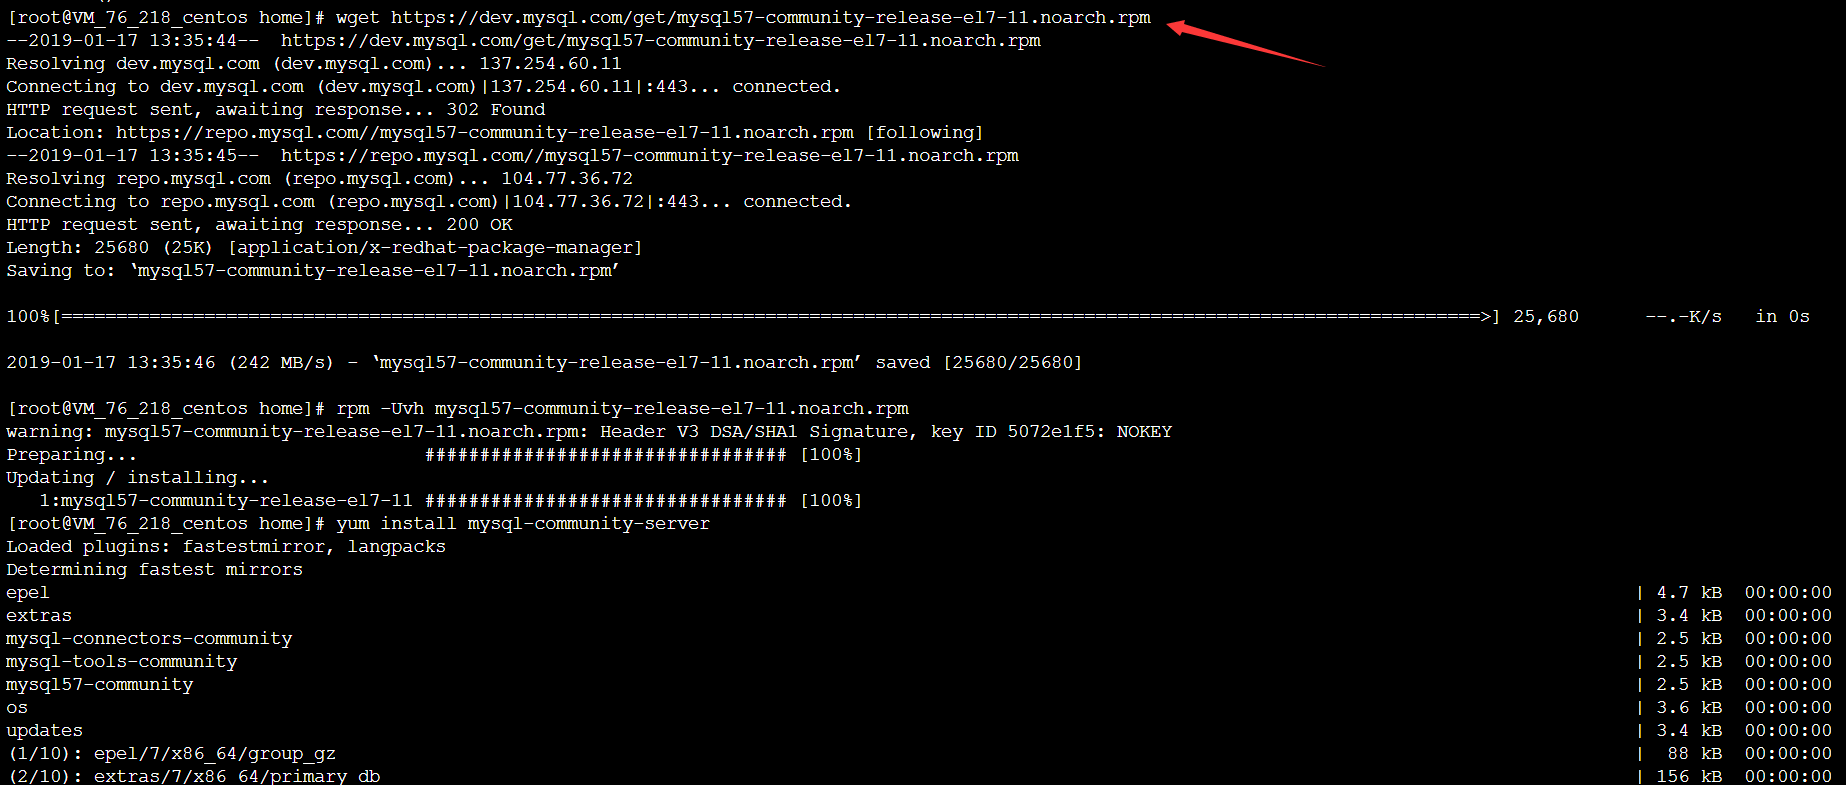 [root@VM_76_218_centos home]# wget https://dev.mysql.com/get/mysql57-community-release-el7-11.noarch.rpm
--2019-01-17 13:35:44--  https://dev.mysql.com/get/mysql57-community-release-el7-11.noarch.rpm
Resolving dev.mysql.com (dev.mysql.com)... 137.254.60.11
Connecting to dev.mysql.com (dev.mysql.com)|137.254.60.11|:443... connected.
HTTP request sent, awaiting response... 302 Found
Location: https://repo.mysql.com//mysql57-community-release-el7-11.noarch.rpm [following]
--2019-01-17 13:35:45--  https://repo.mysql.com//mysql57-community-release-el7-11.noarch.rpm
Resolving repo.mysql.com (repo.mysql.com)... 104.77.36.72
Connecting to repo.mysql.com (repo.mysql.com)|104.77.36.72|:443... connected.
HTTP request sent, awaiting response... 200 OK
Length: 25680 (25K) [application/x-redhat-package-manager]
Saving to: ‘mysql57-community-release-el7-11.noarch.rpm’
100%[=================================================================================================================================>] 25,680      --.-K/s   in 0s
2019-01-17 13:35:46 (242 MB/s) - ‘mysql57-community-release-el7-11.noarch.rpm’ saved [25680/25680]
[root@VM_76_218_centos home]# rpm -Uvh mysql57-community-release-el7-11.noarch.rpm
warning: mysql57-community-release-el7-11.noarch.rpm: Header V3 DSA/SHA1 Signature, key ID 5072e1f5: NOKEY
Preparing...                          ################################# [100%]
Updating / installing...
   1:mysql57-community-release-el7-11 ################################# [100%]
[root@VM_76_218_centos home]# yum install mysql-community-server
Loaded plugins: fastestmirror, langpacks
Determining fastest mirrors
epel | 4.7 kB  00:00:00
extras | 3.4 kB  00:00:00
mysql-connectors-community | 2.5 kB  00:00:00
mysql-tools-community | 2.5 kB  00:00:00
mysql57-community | 2.5 kB  00:00:00
os | 3.6 kB  00:00:00
updates | 3.4 kB  00:00:00
(1/10): epel/7/x86_64/group_gz |  88 kB  00:00:00
(2/10): extras/7/x86_64/primary_db | 156 kB  00:00:00